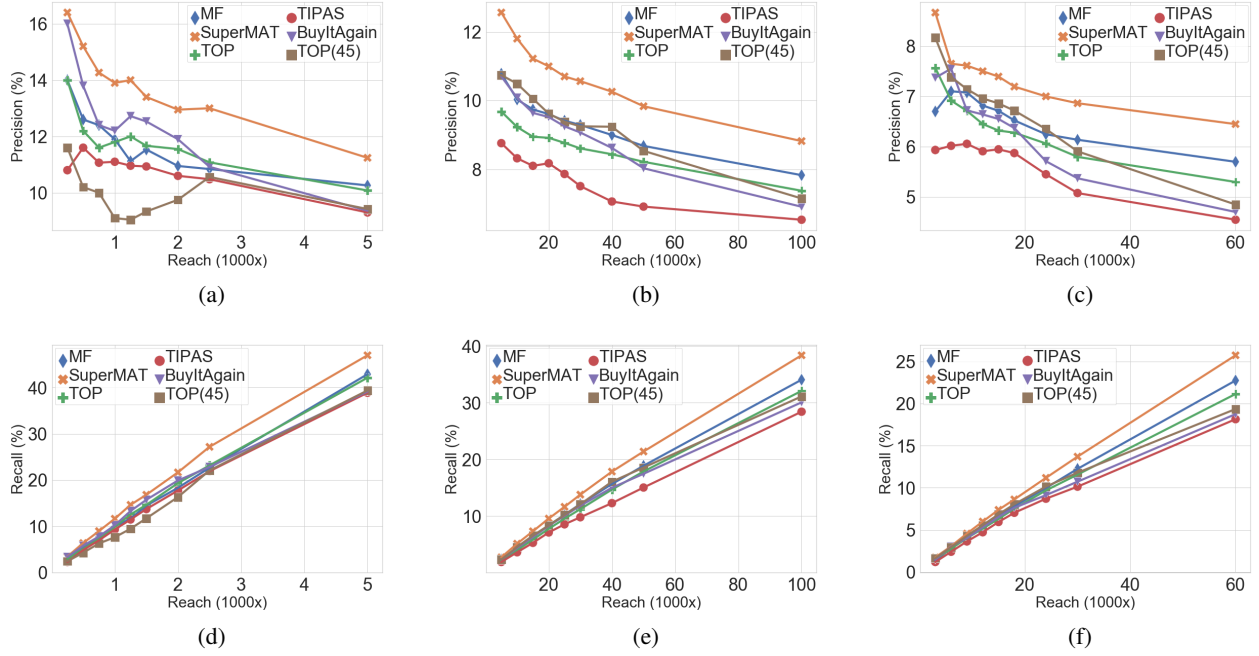 16
14
12
10
Precision (%)
MF
SuperMAT
TOP
TIPAS
BuyItAgain
TOP(45)
1 2 3 4 5
Reach (1000x)
(a)
12
10
8
Precision (%)
MF
SuperMAT
TOP
TIPAS
BuyItAgain
TOP(45)
20 40 60 80 100
Reach (1000x)
(b)
8
7
6
5
Precision (%)
MF
SuperMAT
TOP
TIPAS
BuyItAgain
TOP(45)
20 40 60
Reach (1000x)
(c)
40
30
20
10
0
Recall (%)
MF
SuperMAT
TOP
TIPAS
BuyItAgain
TOP(45)
1 2 3 4 5
Reach (1000x)
(d)
40
30
20
10
Recall (%)
MF
SuperMAT
TOP
TIPAS
BuyItAgain
TOP(45)
20 40 60 80 100
Reach (1000x)
(e)
25
20
15
10
5
0
Recall (%)
MF
SuperMAT
TOP
TIPAS
BuyItAgain
TOP(45)
20 40 60
Reach (1000x)
(f)